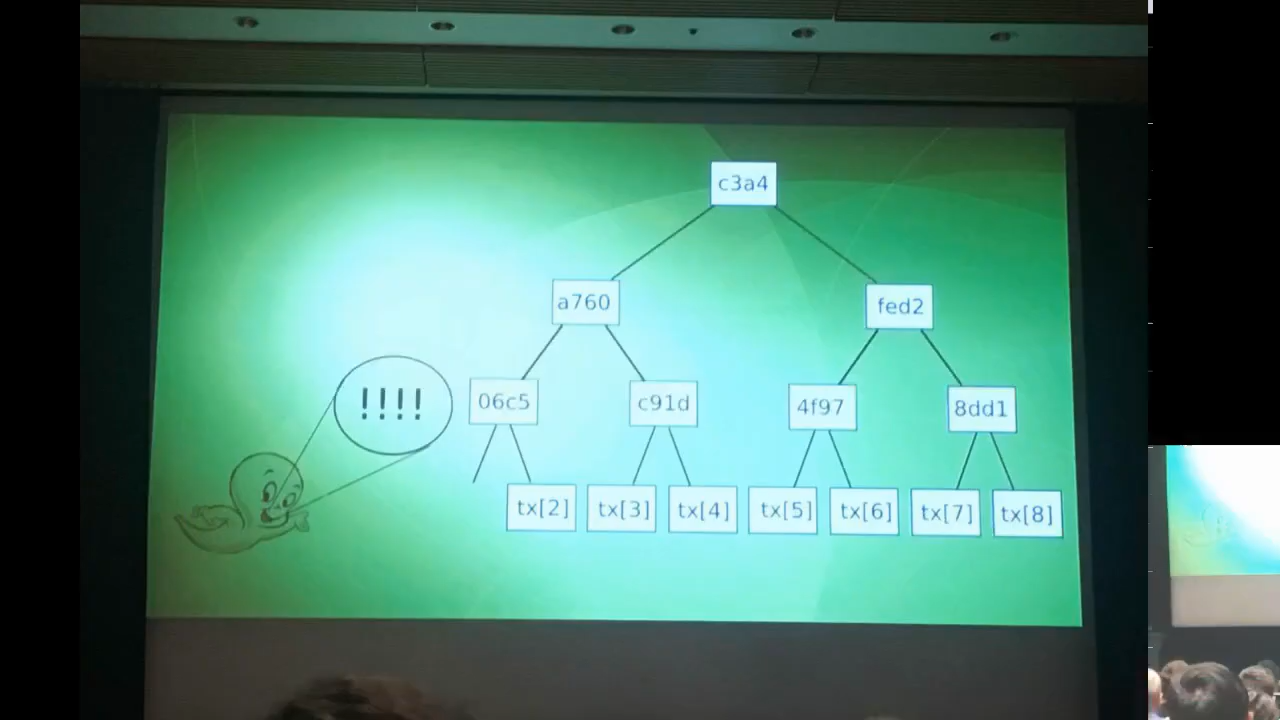 c3a4
a760
fed2
!!!!
06c5
c91d
4f97
8dd1
tx[2]
tx[3]
tx[4]
tx[5]
tx[6]
tx[7]
tx[8]